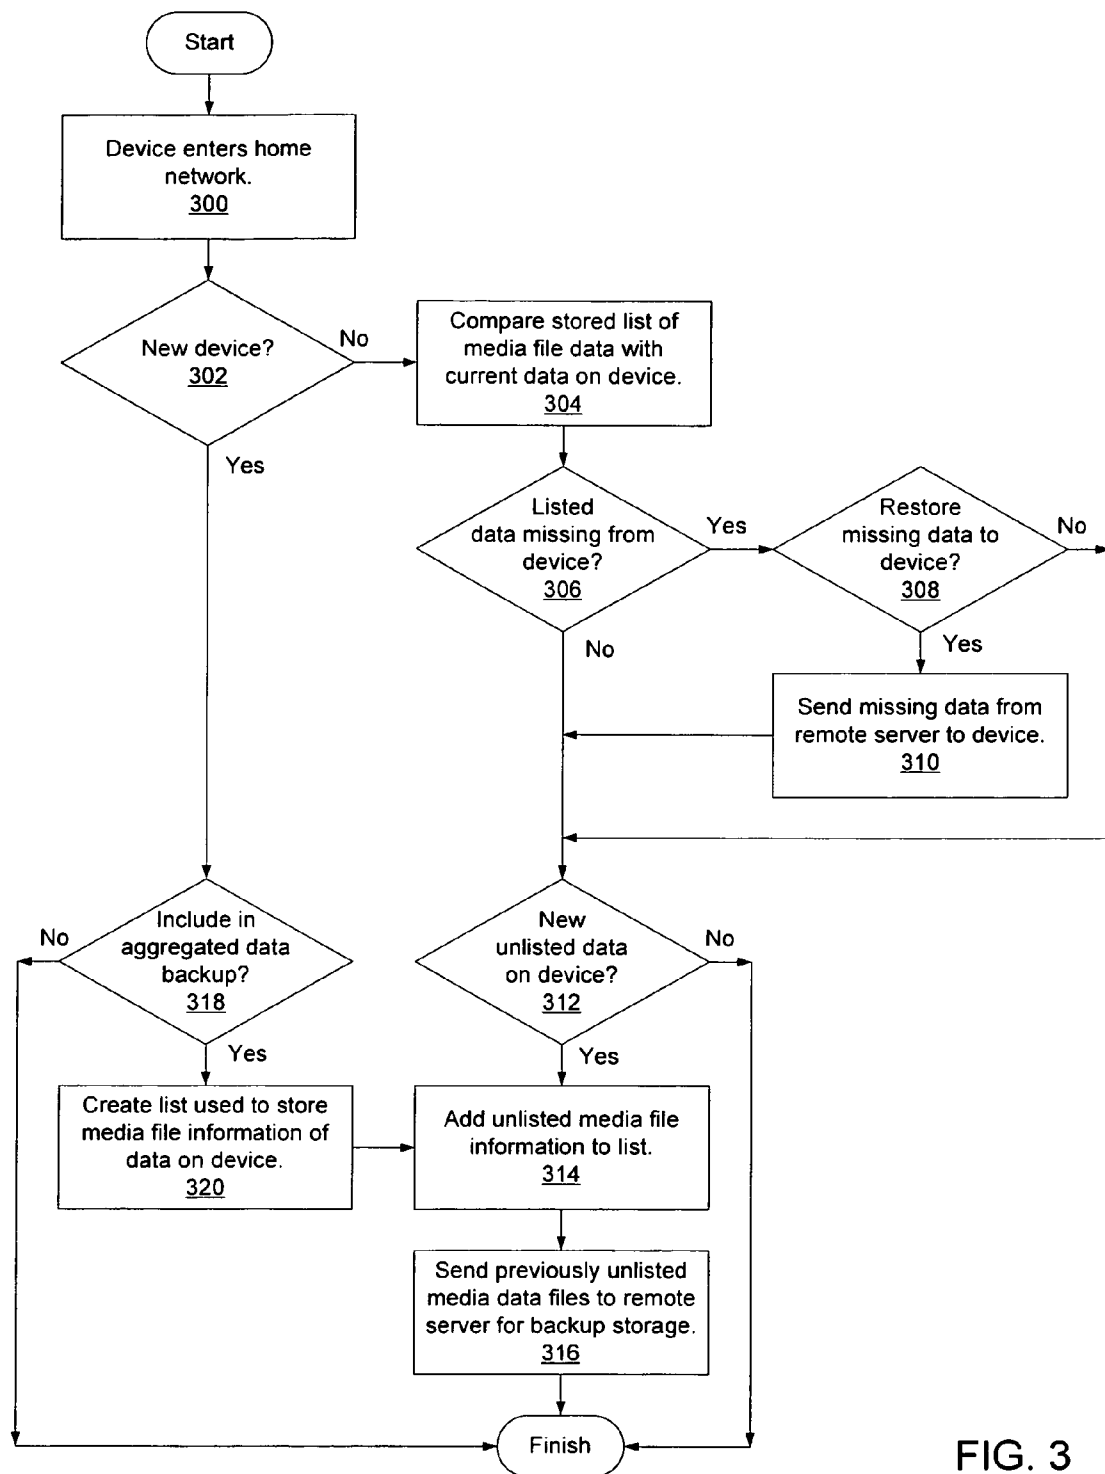 Start
Device enters home
network.
300
New device?
302
No
Yes
Compare stored list of
media file data with
current data on device.
304
Listed
data missing from
device?
306
Yes
No
Restore
missing data to
device?
308
No
Yes
Send missing data from
remote server to device.
310
Include in
aggregated data
backup?
318
No
Yes
New
unlisted data
on device?
312
No
Yes
Create list used to store
media file information of
data on device.
320
Add unlisted media file
information to list.
314
Send previously unlisted
media data files to remote
server for backup storage.
316
Finish
FIG. 3